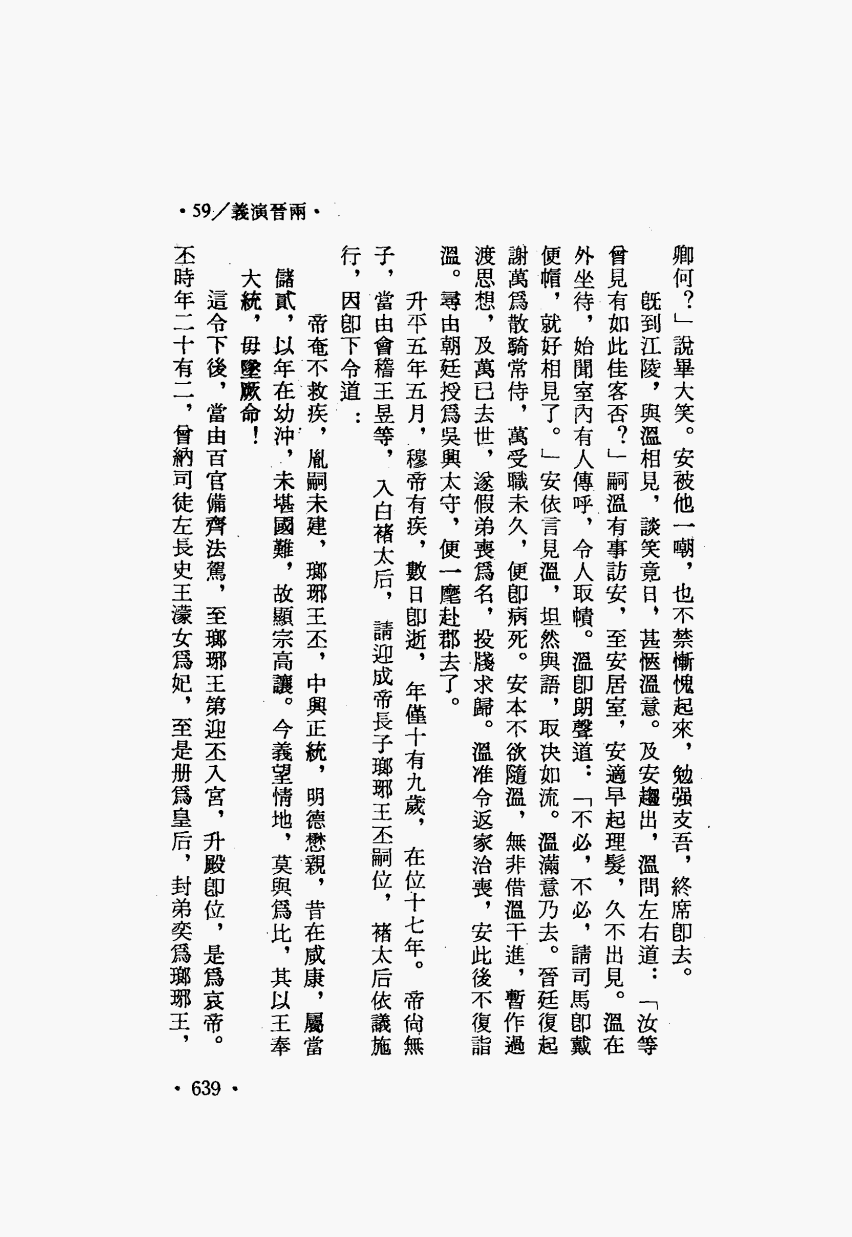 •59／義演晉兩•
卿何？」說畢大笑。安被他一嘲，也不禁慚愧起來，勉强支吾，終席卽去。
旣到江陵，與溫相見，談笑竟日，甚愜溫意。及安趨出，溫問左右道：「汝等
曾見有如此佳客否？」嗣溫有事訪安，至安居室，安適早起理髮，久不出見。溫在
外坐待，始聞室內有人傳呼，令人取幘。溫卽朗聲道：「不必，不必，請司馬卽戴
便帽，就好相見了。」安依言見溫，坦然與語，取决如流。溫滿意乃去。晉廷復起
謝萬爲散騎常侍，萬受職未久，便卽病死。安本不欲隨溫，無非借溫干進，暫作過
渡思想，及萬已去世，遂假弟喪爲名，投牋求歸。溫准令返家治喪，安此後不復詣
溫。尋由朝廷授爲吳興太守，便一麾赴郡去了。
升平五年五月，穆帝有疾，數日卽逝，年僅十有九歲，在位十七年。帝尙無
子，當由會稽王昱等，入白褚太后，請迎成帝長子瑯邪王丕嗣位，褚太后依議施
行，因卽下令道：
帝奄不救疾，胤嗣未建，瑯邪王丕，中興正統，明德懋親，昔在咸康，屬當
儲貳，以年在幼沖，未堪國難，故顯宗高讓。今義望情地，莫與爲比，其以王奉
大統，毋墜厥命！
這令下後，當由百官備齊法駕，至瑯邪王第迎丕入宮，升殿卽位，是爲哀帝。
丕時年二十有二，曾納司徒左長史王濛女爲妃，至是册爲皇后，封弟奕爲瑯邪王，
•639•